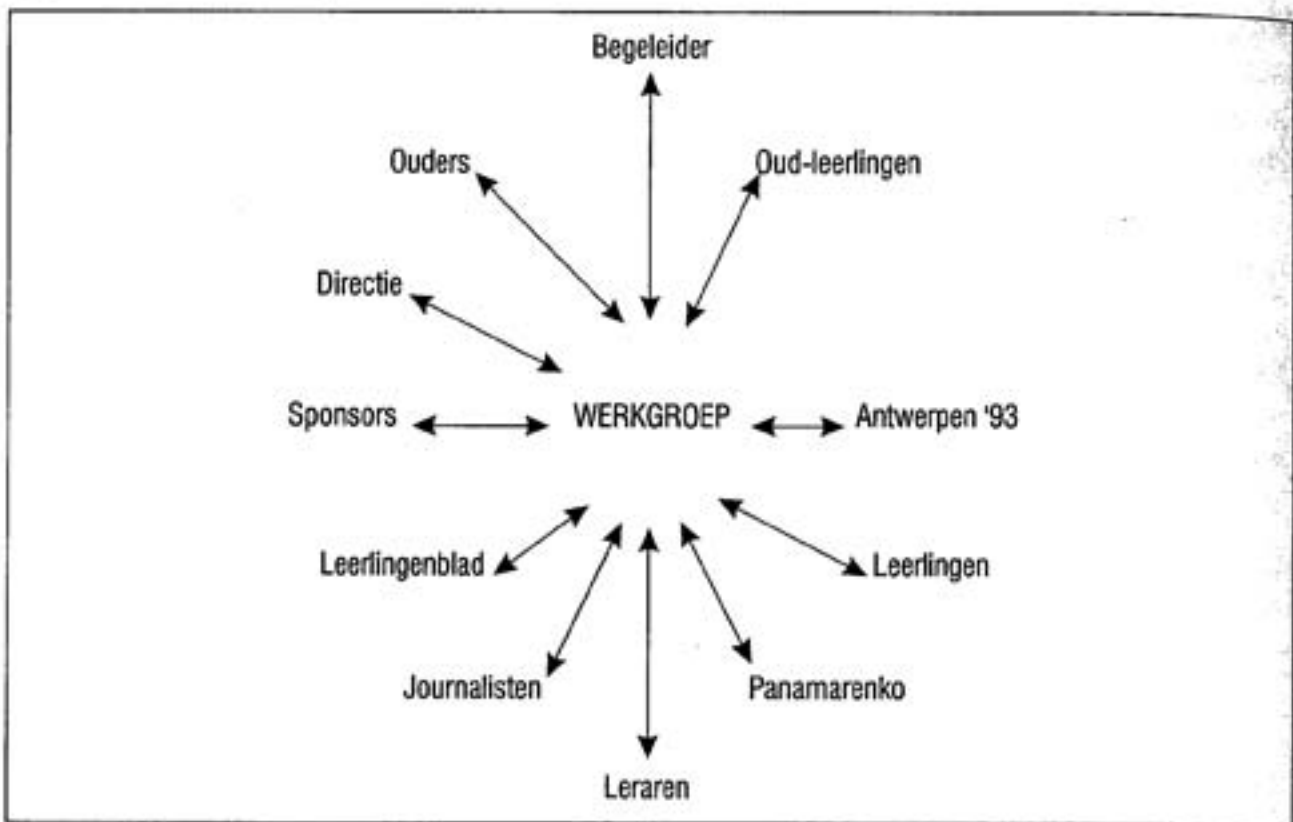 Begeleider
Ouders
Oud-leerlingen
Directie
Sponsors
WERKGROEP
Antwerpen '93
Leerlingenblad
Leerlingen
Journalisten
Panamarenko
Leraren